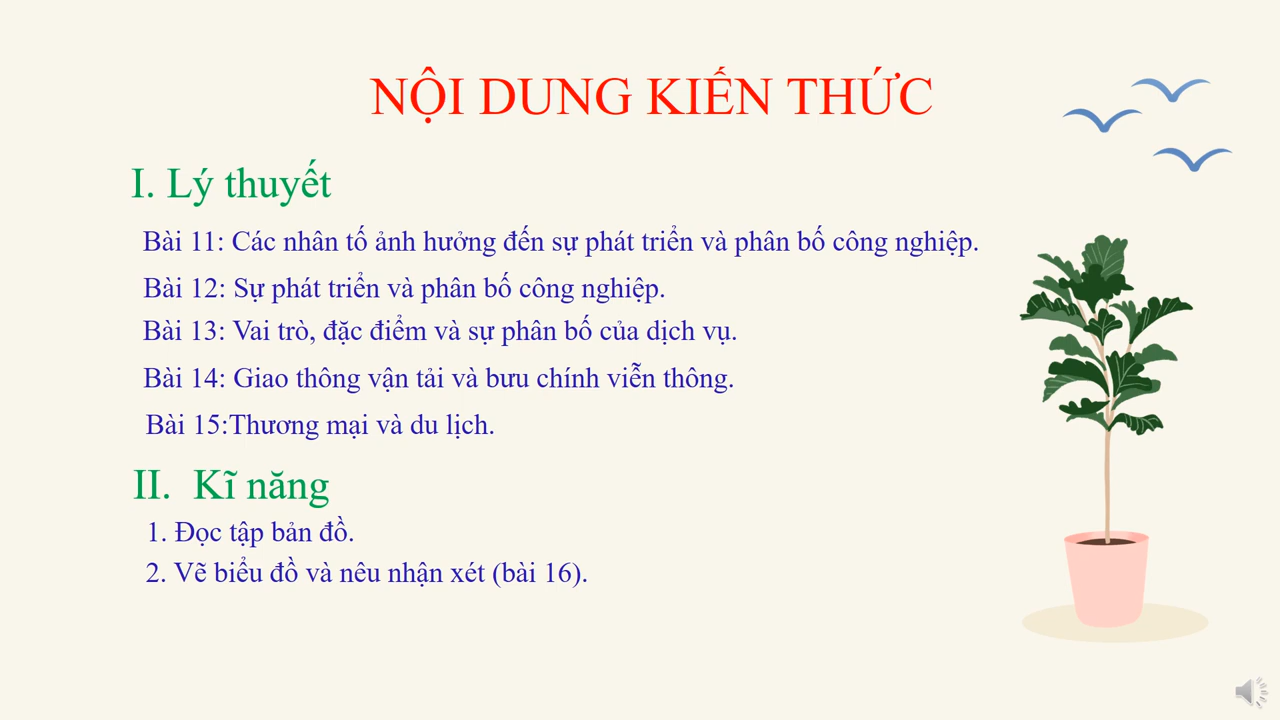 NỘI DUNG KIẾN THỨC
I. Lý thuyết
Bài 11: Các nhân tố ảnh hưởng đến sự phát triển và phân bố công nghiệp.
Bài 12: Sự phát triển và phân bố công nghiệp.
Bài 13: Vai trò, đặc điểm và sự phân bố của dịch vụ.
Bài 14: Giao thông vận tải và bưu chính viễn thông.
Bài 15:Thương mại và du lịch.
II. Kĩ năng
1. Đọc tập bản đồ.
2. Vẽ biểu đồ và nêu nhận xét (bài 16).